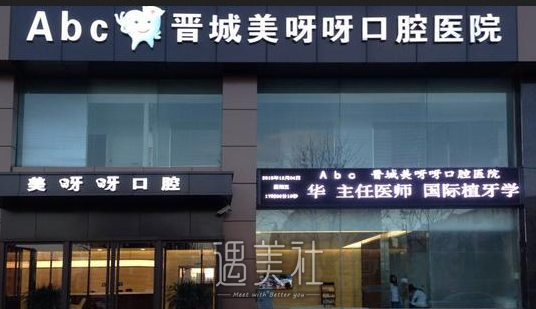 Abc 晋城美呀呀口腔医院
美呀呀口腔
Abc 晋城美呀呀口腔医院
华 主任医师 国际植牙学
遇美社
Meet with Better you